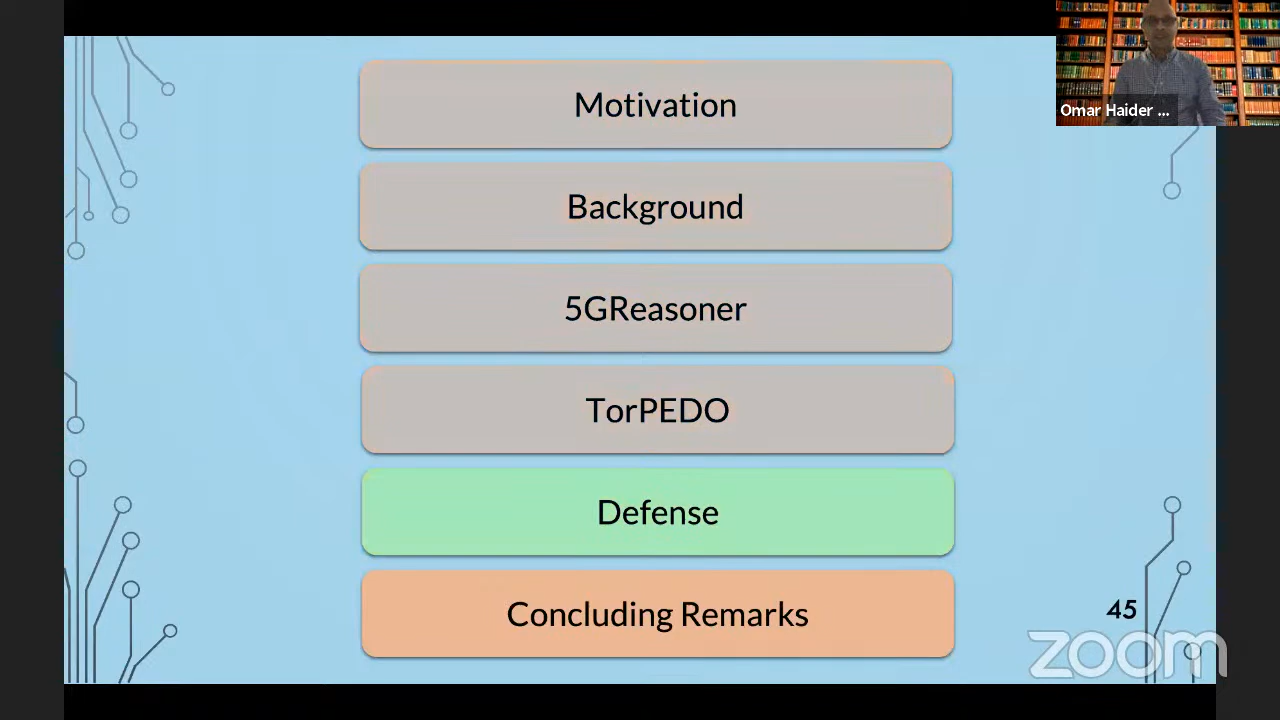 Motivation
Omar Haider ...
Background
5GReasoner
TorPEDO
Defense
Concluding Remarks
45
zoom